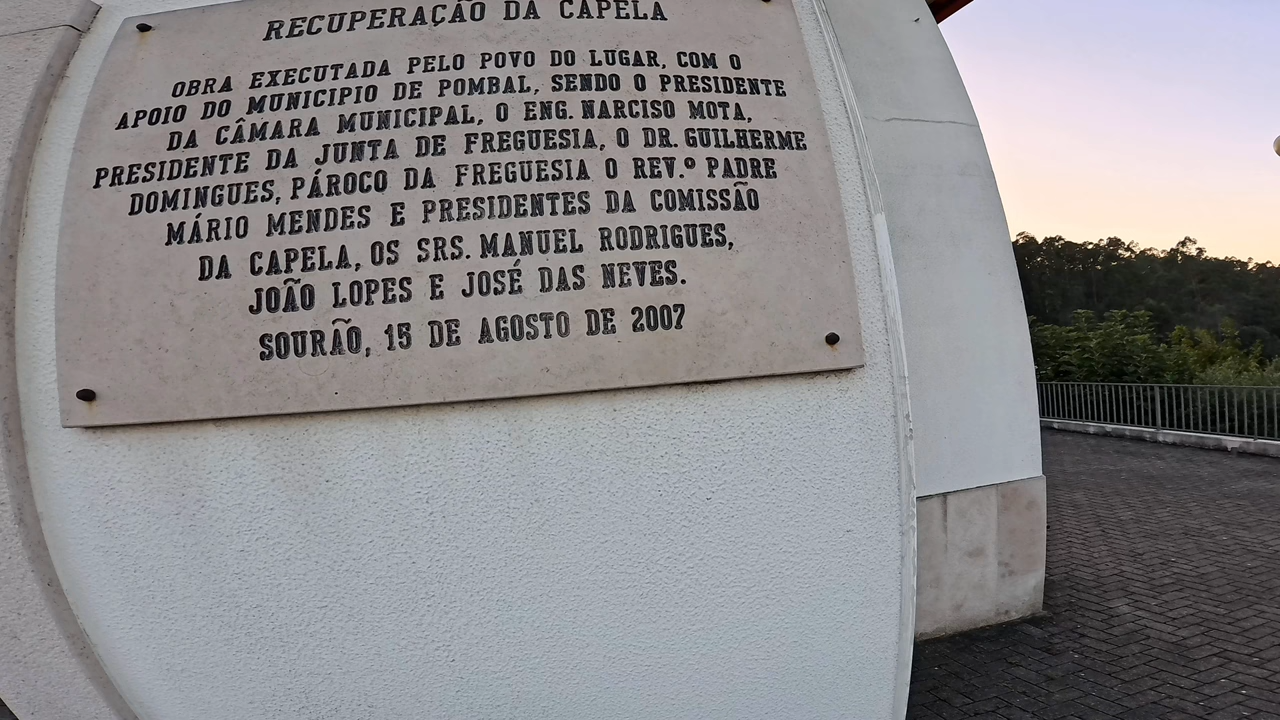 RECUPERAÇÃO DA CAPELA
OBRA EXECUTADA PELO POVO DO LUGAR, COM O
APOIO DO MUNICIPIO DE POMBAL, SENDO O PRESIDENTE
DA CÂMARA MUNICIPAL, O ENG. NARCISO MOTA,
PRESIDENTE DA JUNTA DE FREGUESIA, O DR. GUILHERME
DOMINGUES, PÁROCO DA FREGUESIA O REV.º PADRE
MÁRIO MENDES E PRESIDENTES DA COMISSÃO
DA CAPELA, OS SRS. MANUEL RODRIGUES,
JOÃO LOPES E JOSÉ DAS NEVES.
SOURÃO, 15 DE AGOSTO DE 2007